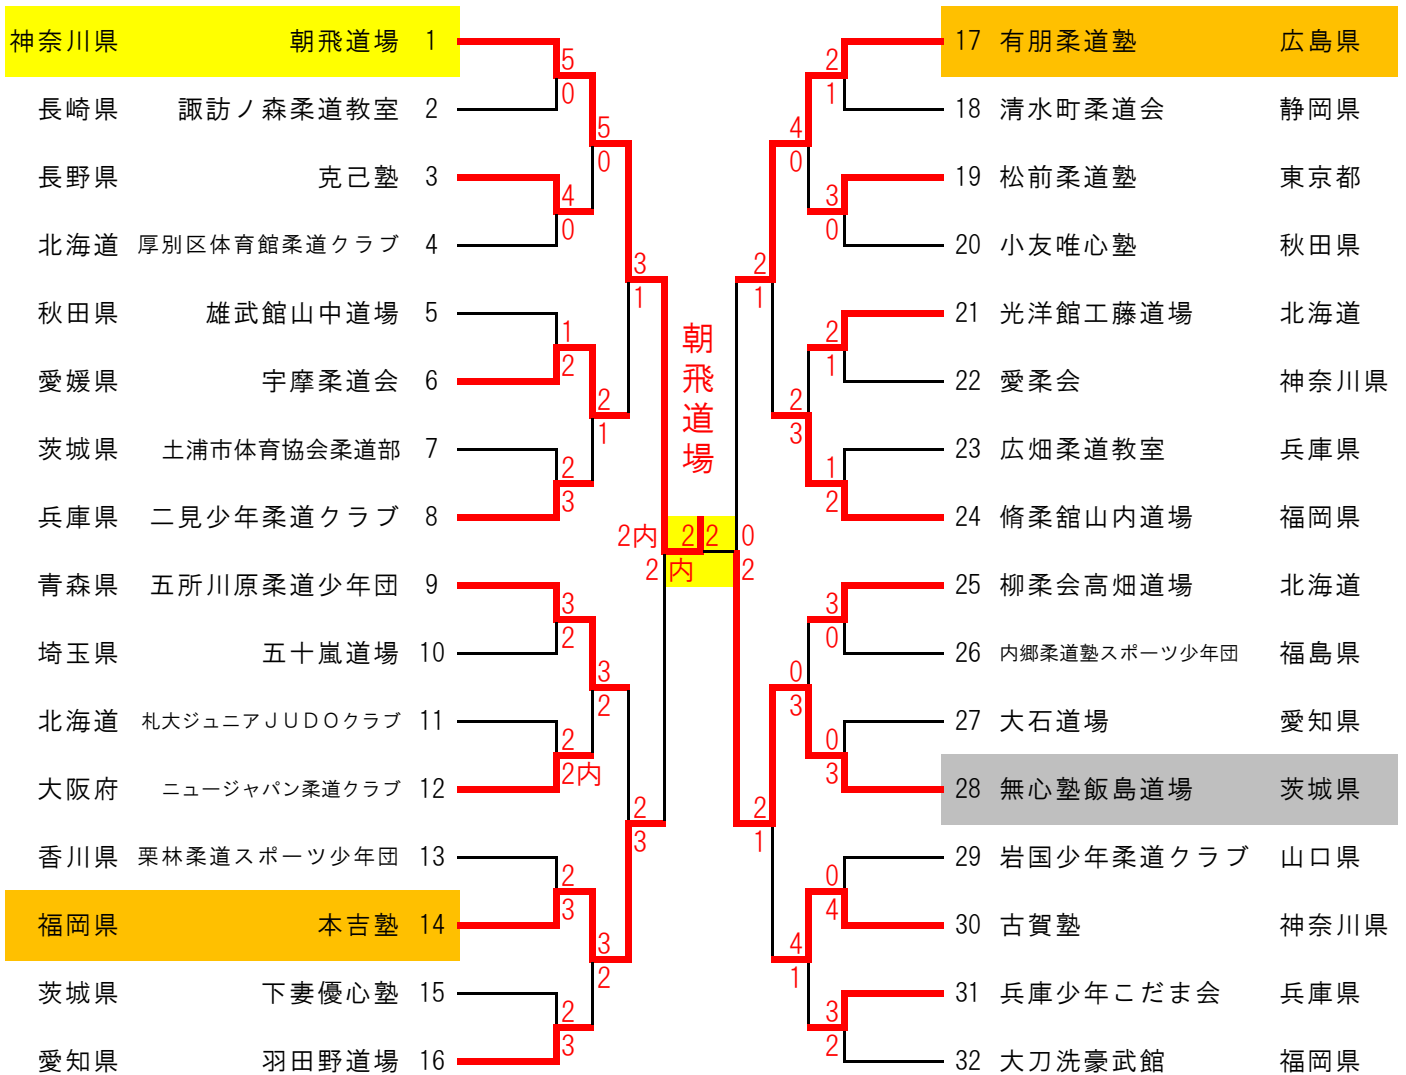 神奈川県 朝飛道場 1
長崎県 諏訪ノ森柔道教室 2
長野県 克己塾 3
北海道 厚別区体育館柔道クラブ 4
秋田県 雄武館山中道場 5
愛媛県 宇摩柔道会 6
茨城県 土浦市体育協会柔道部 7
兵庫県 二見少年柔道クラブ 8
青森県 五所川原柔道少年団 9
埼玉県 五十嵐道場 10
北海道 札大ジュニアJUDOクラブ 11
大阪府 ニュージャパン柔道クラブ 12
香川県 栗林柔道スポーツ少年団 13
福岡県 本吉塾 14
茨城県 下妻優心塾 15
愛知県 羽田野道場 16
5
0
4
0
1
2
2
3
3
2
2
2内
2
3
2
3
5
0
2
1
3
2
3
2
3
1
2
3
2内
2
朝飛道場
2 2
内
0
2
2
1
2
1
4
0
2
3
0
3
4
1
2
1
3
0
2
1
1
2
3
0
0
3
0
4
3
2
17 有朋柔道塾 広島県
18 清水町柔道会 静岡県
19 松前柔道塾 東京都
20 小友唯心塾 秋田県
21 光洋館工藤道場 北海道
22 愛柔会 神奈川県
23 広畑柔道教室 兵庫県
24 脩柔舘山内道場 福岡県
25 柳柔会高畑道場 北海道
26 内郷柔道塾スポーツ少年団 福島県
27 大石道場 愛知県
28 無心塾飯島道場 茨城県
29 岩国少年柔道クラブ 山口県
30 古賀塾 神奈川県
31 兵庫少年こだま会 兵庫県
32 大刀洗豪武館 福岡県